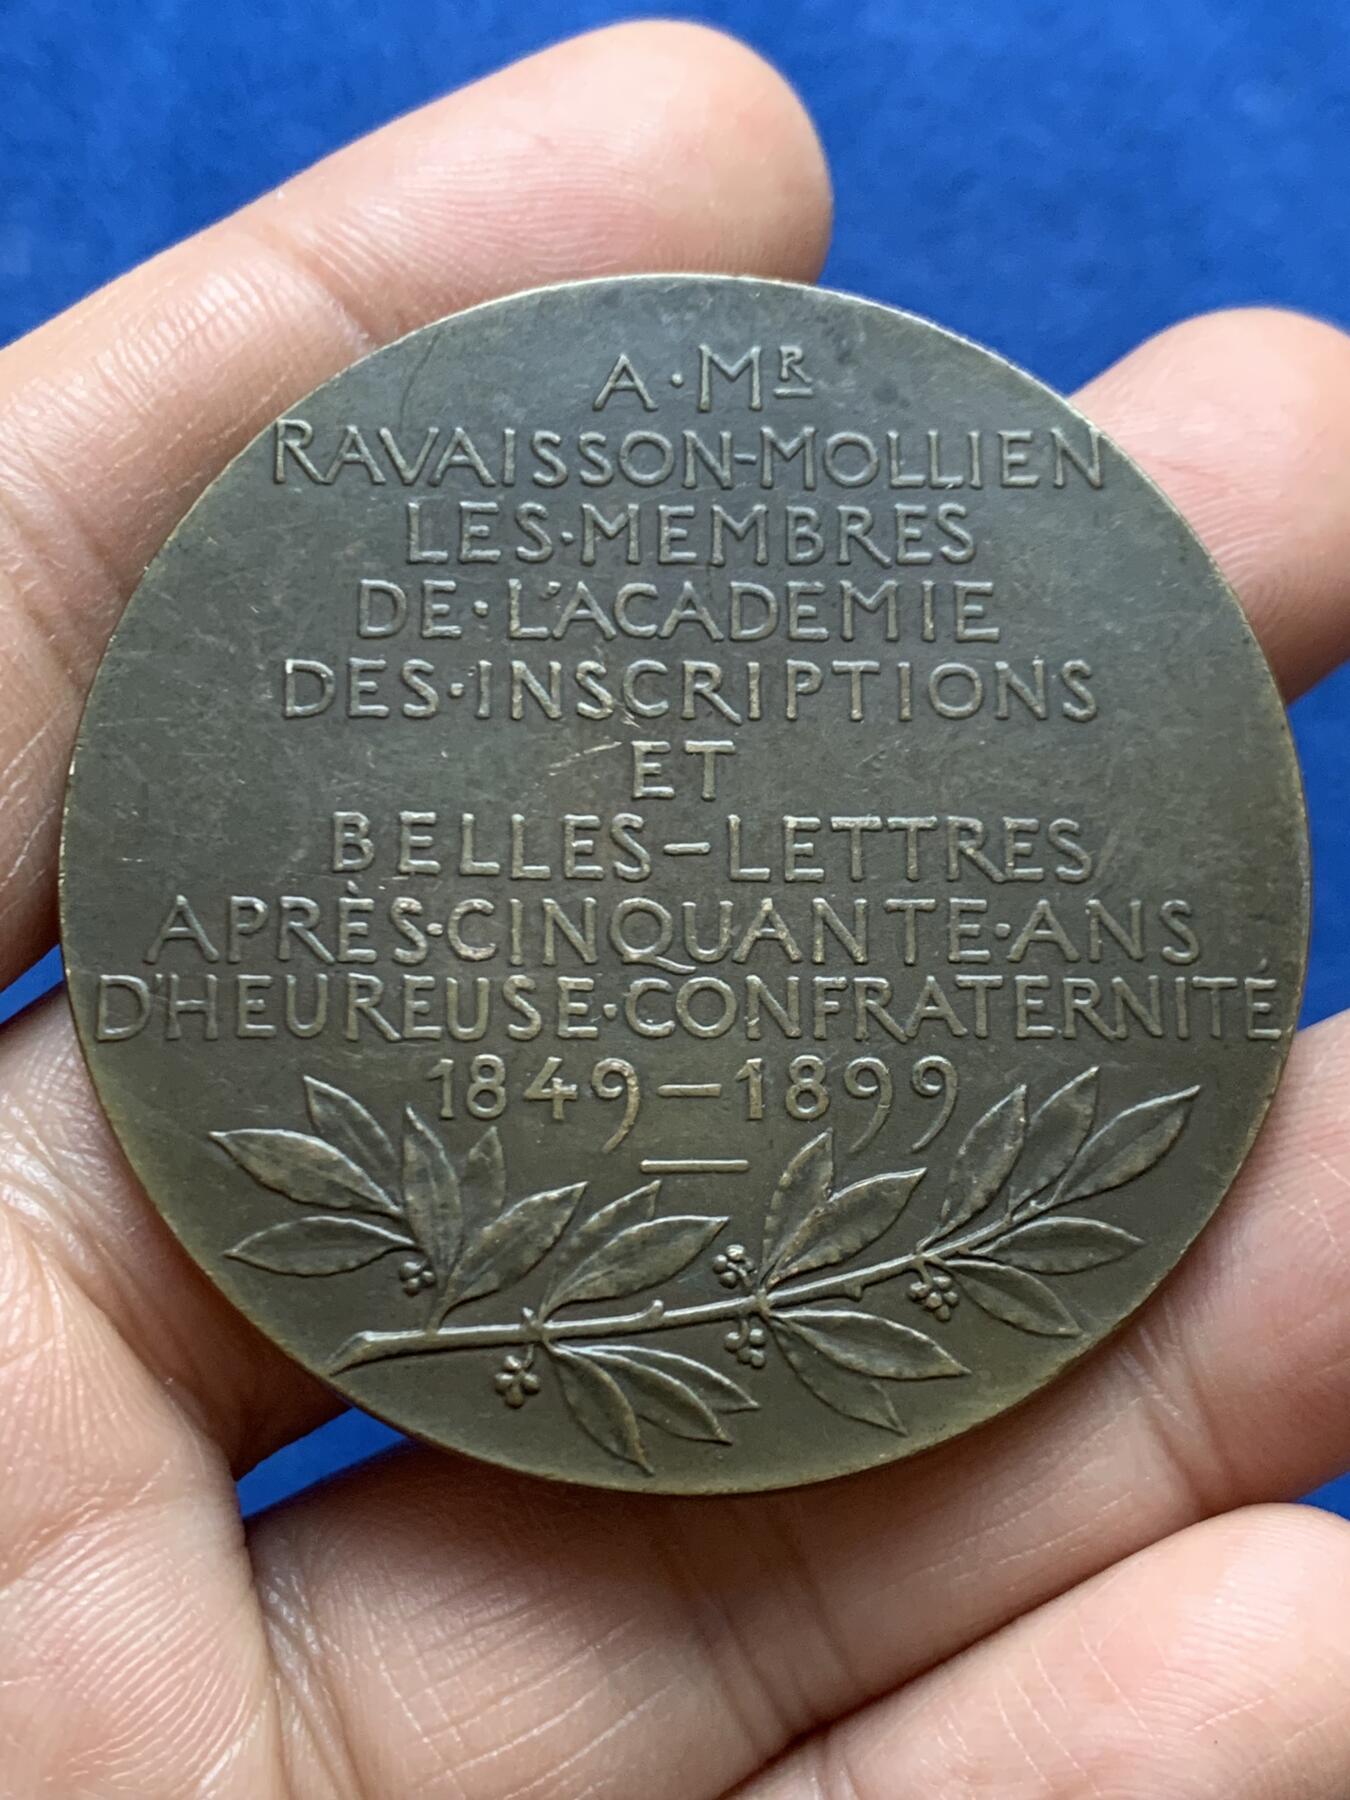 A·MR
RAVAISSON-MOLLIEN
LES·MEMBRES
DE·L'ACADEMIE
DES·INSCRIPTIONS
ET
BELLES-LETTRES
APRÈS·CINQUANTE·ANS
D'HEUREUSE·CONFRATERNITÉ
1849-1899